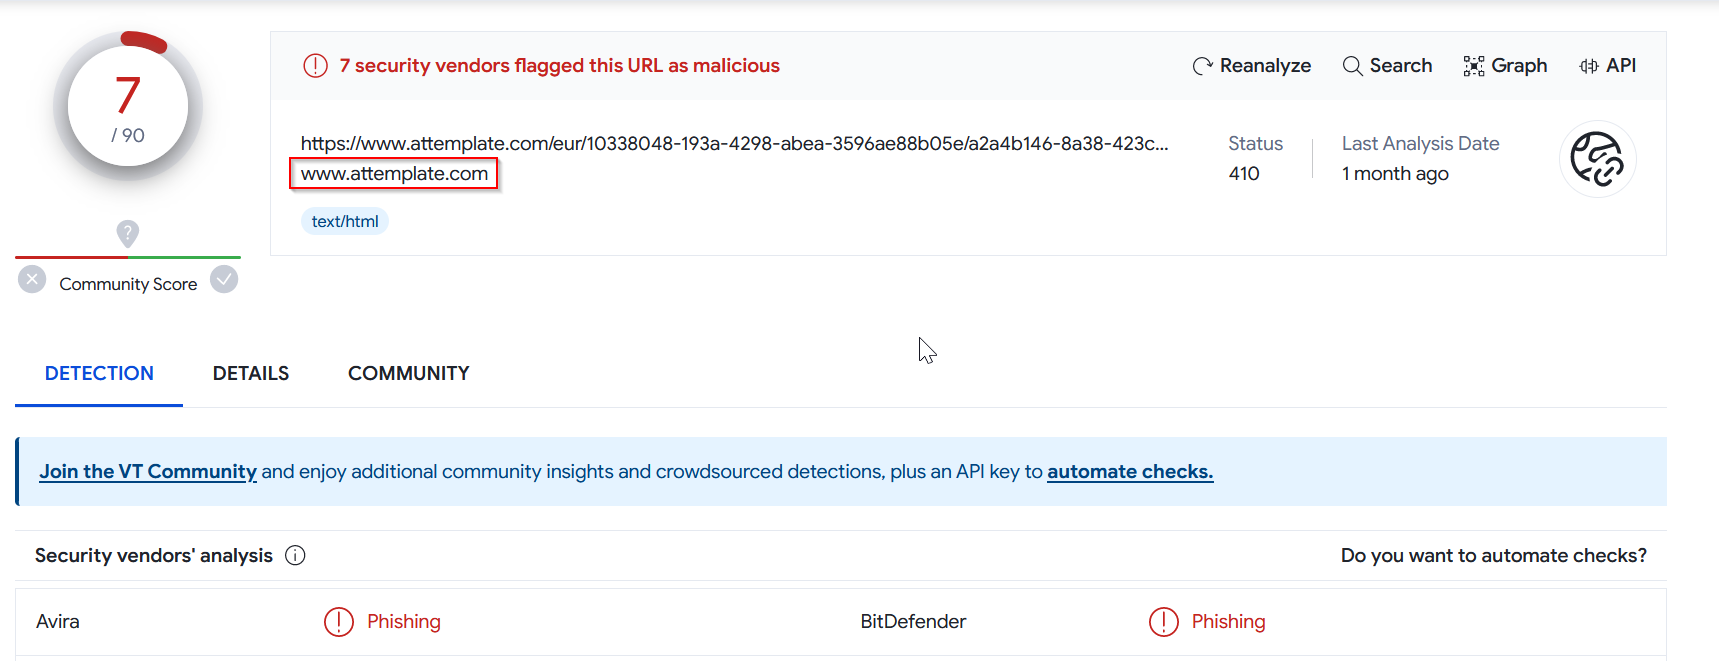 7
/ 90
Community Score
7 security vendors flagged this URL as malicious
Reanalyze
Search
Graph
API
https://www.attemplate.com/eur/10338048-193a-4298-abea-3596ae88b05e/a2a4b146-8a38-423c...
www.attemplate.com
text/html
Status
410
Last Analysis Date
1 month ago
DETECTION
DETAILS
COMMUNITY
Join the VT Community and enjoy additional community insights and crowdsourced detections, plus an API key to automate checks.
Security vendors' analysis
Do you want to automate checks?
Avira
Phishing
BitDefender
Phishing